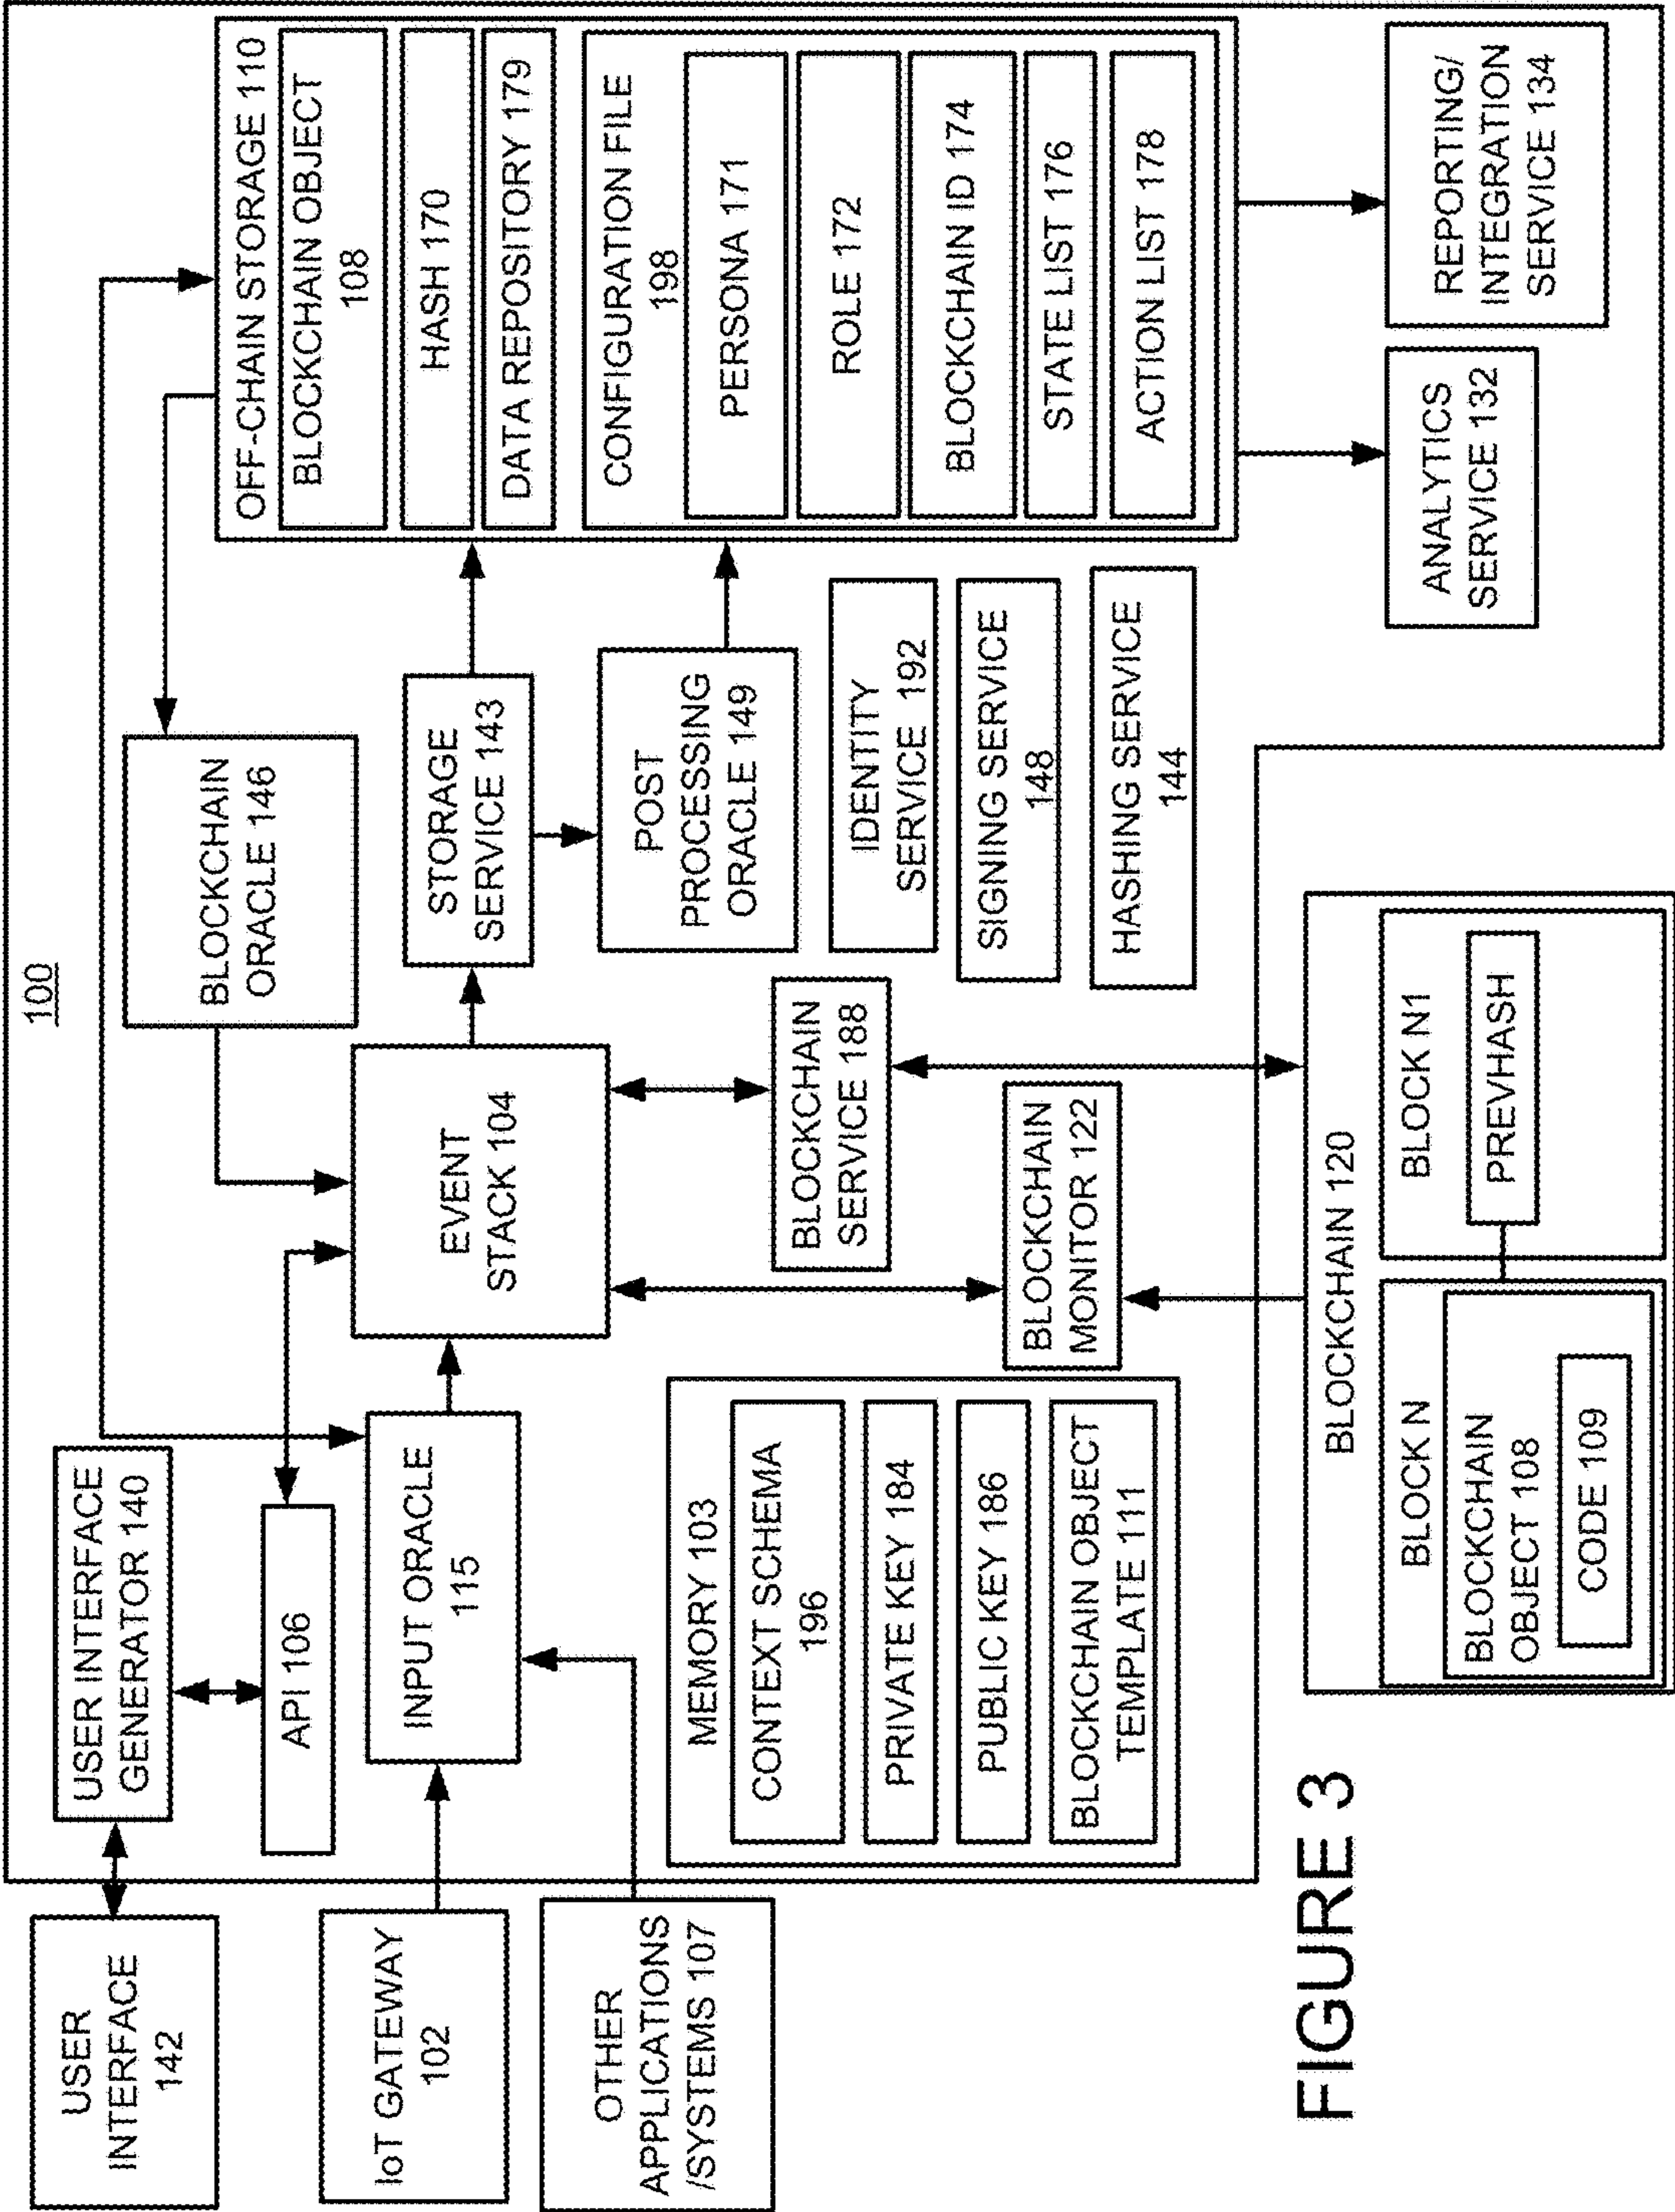 100
USER
INTERFACE
142
USER INTERFACE
GENERATOR 140
API 106
IoT GATEWAY
102
INPUT ORACLE
115
OTHER
APPLICATIONS
/SYSTEMS 107
EVENT
STACK 104
BLOCKCHAIN
ORACLE 146
STORAGE
SERVICE 143
POST
PROCESSING
ORACLE 149
OFF-CHAIN STORAGE 110
BLOCKCHAIN OBJECT
108
HASH 170
DATA REPOSITORY 179
CONFIGURATION FILE
198
PERSONA 171
ROLE 172
BLOCKCHAIN ID 174
STATE LIST 176
ACTION LIST 178
MEMORY 103
CONTEXT SCHEMA
196
PRIVATE KEY 184
PUBLIC KEY 186
BLOCKCHAIN OBJECT
TEMPLATE 111
BLOCKCHAIN
SERVICE 188
BLOCKCHAIN
MONITOR 122
IDENTITY
SERVICE 192
SIGNING SERVICE
148
HASHING SERVICE
144
BLOCKCHAIN 120
BLOCK N
BLOCKCHAIN
OBJECT 108
CODE 109
BLOCK N1
PREVHASH
ANALYTICS
SERVICE 132
REPORTING/
INTEGRATION
SERVICE 134
FIGURE 3